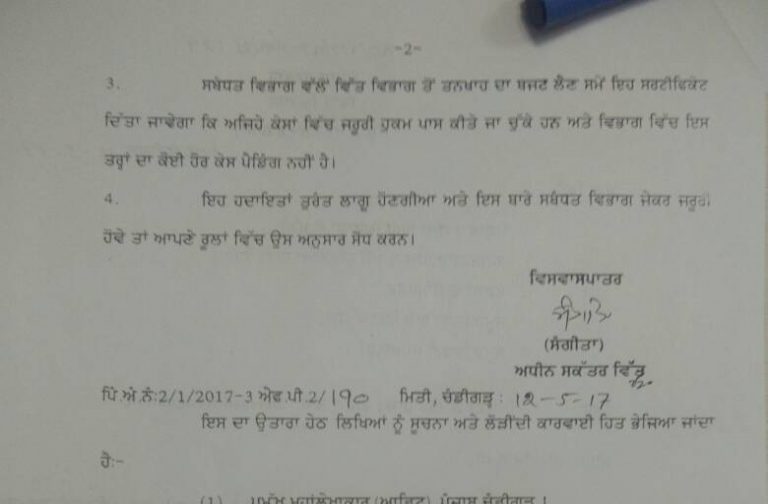 -2-
3. ਸਬੰਧਤ ਵਿਭਾਗ ਵੱਲੋਂ ਵਿੱਤ ਵਿਭਾਗ ਤੋਂ ਤਨਖਾਹ ਦਾ ਬਜਟ ਲੈਣ ਸਮੇਂ ਇਹ ਸਰਟੀਫਿਕੇਟ
ਦਿੱਤਾ ਜਾਵੇਗਾ ਕਿ ਅਜਿਹੇ ਕੇਸਾਂ ਵਿੱਚ ਜਰੂਰੀ ਹੁਕਮ ਪਾਸ ਕੀਤੇ ਜਾ ਚੁੱਕੇ ਹਨ ਅਤੇ ਵਿਭਾਗ ਵਿੱਚ ਇਸ
ਤਰ੍ਹਾਂ ਦਾ ਕੋਈ ਹੋਰ ਕੇਸ ਪੈਡਿੰਗ ਨਹੀਂ ਹੈ।
4. ਇਹ ਹਦਾਇਤਾਂ ਤੁਰੰਤ ਲਾਗੂ ਹੋਣਗੀਆ ਅਤੇ ਇਸ ਬਾਰੇ ਸਬੰਧਤ ਵਿਭਾਗ ਜੇਕਰ ਜਰੂਰੀ
ਹੋਵੇ ਤਾਂ ਆਪਣੇ ਰੂਲਾਂ ਵਿੱਚ ਉਸ ਅਨੁਸਾਰ ਸੋਧ ਕਰਨ।
ਵਿਸਵਾਸਪਾਤਰ
(ਸੰਗੀਤਾ)
ਅਧੀਨ ਸਕੱਤਰ ਵਿੱਤ
ਪਿੰ.ਅੰ.ਨੰ:2/1/2017-3 ਐਫ.ਪੀ.2/190 ਮਿਤੀ, ਚੰਡੀਗੜ੍ਹ: 12-5-17
ਇਸ ਦਾ ਉਤਾਰਾ ਹੇਠ ਲਿਖਿਆਂ ਨੂੰ ਸੂਚਨਾ ਅਤੇ ਲੋੜੀਂਦੀ ਕਾਰਵਾਈ ਹਿਤ ਭੇਜਿਆ ਜਾਂਦਾ
ਹੈ:-
(1)